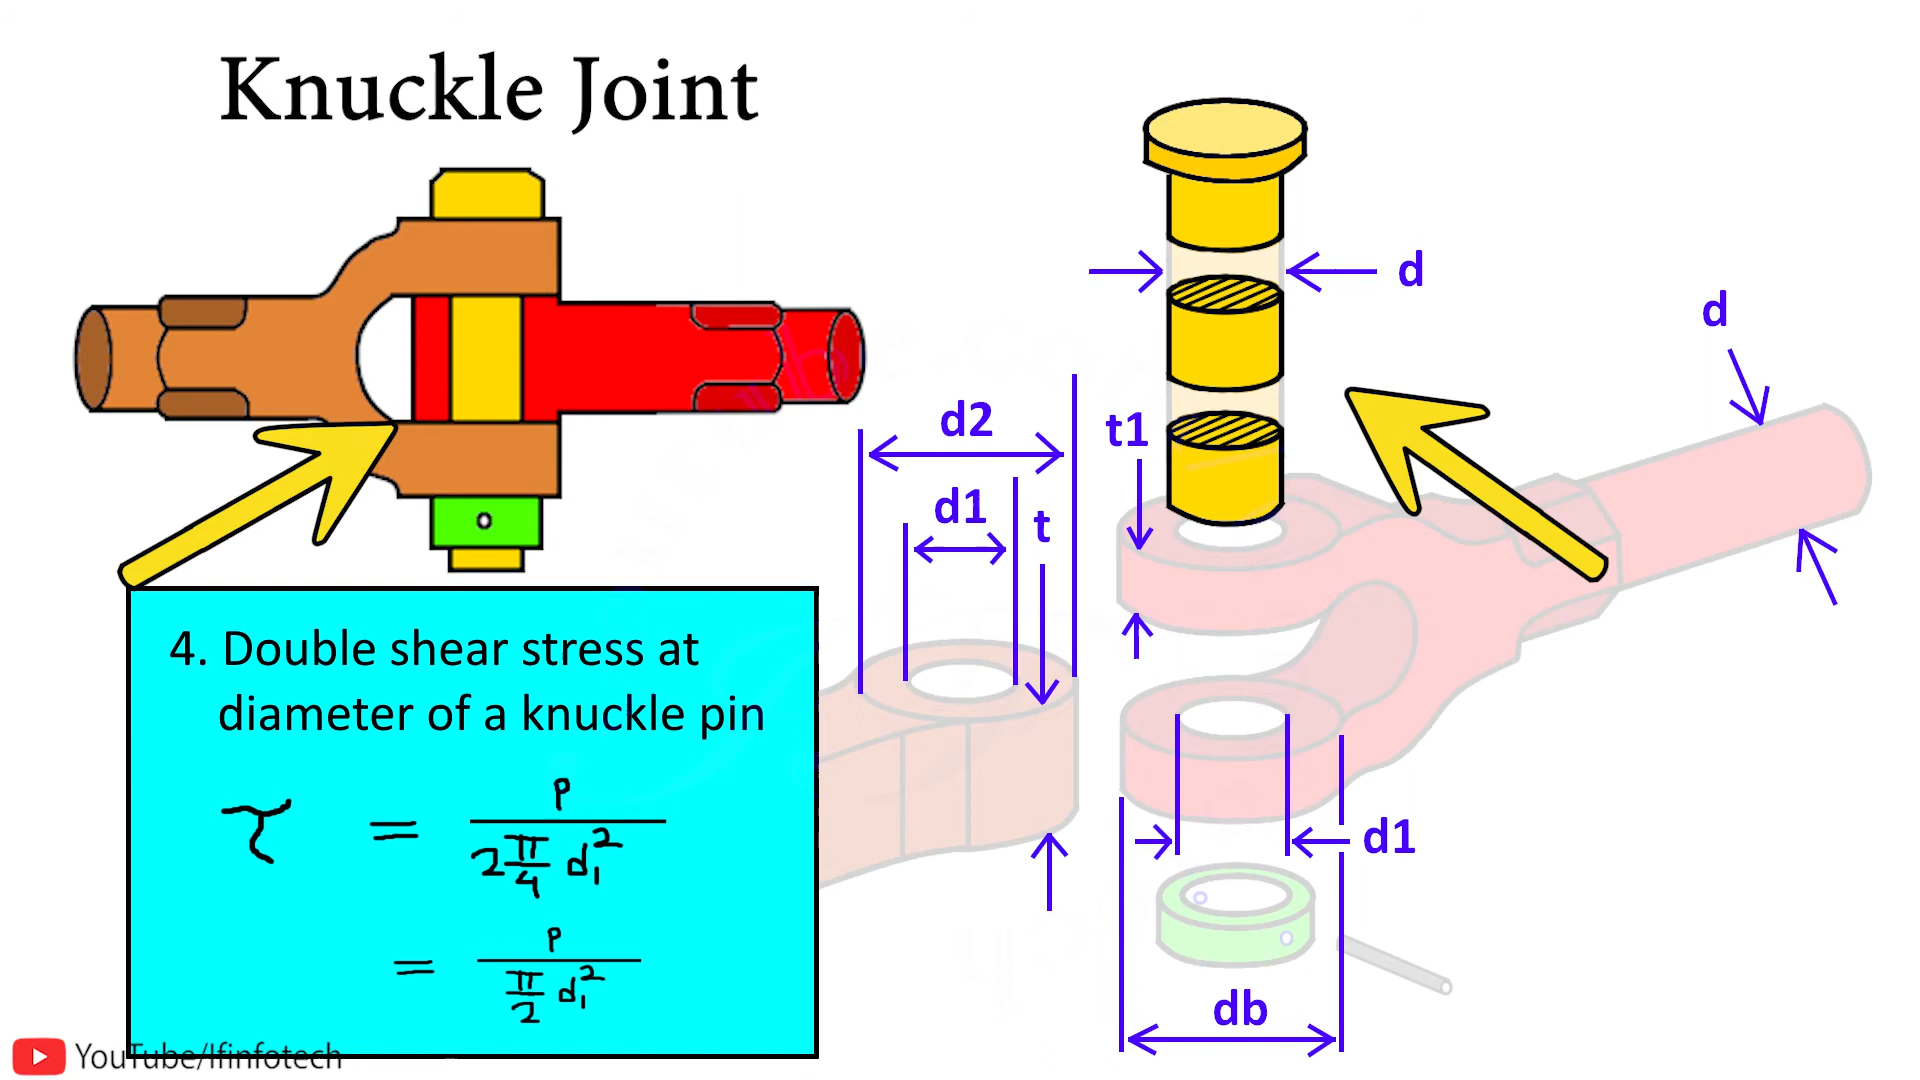 Knuckle Joint
d
d
d2
t1
d1
t
4. Double shear stress at
diameter of a knuckle pin
τ = P / 2 π/4 d₁²
= P / π/2 d₁²
d1
db
YouTube/Ifinfotech